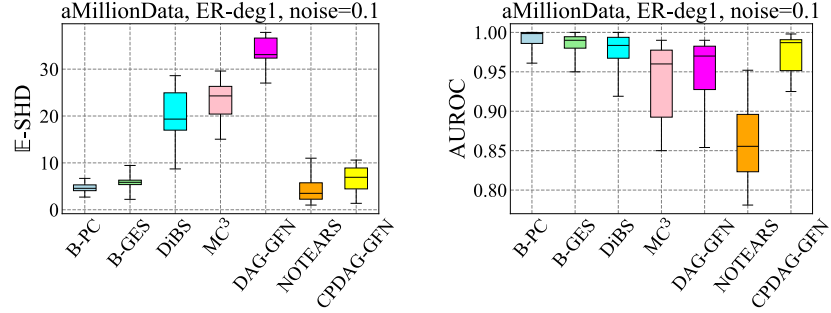 aMillionData, ER-deg1, noise=0.1
𝔼-SHD
30
20
10
0
B-PC
B-GES
DiBS
MC³
DAG-GFN
NOTEARS
CPDAG-GFN
aMillionData, ER-deg1, noise=0.1
AUROC
1.00
0.95
0.90
0.85
0.80
B-PC
B-GES
DiBS
MC³
DAG-GFN
NOTEARS
CPDAG-GFN